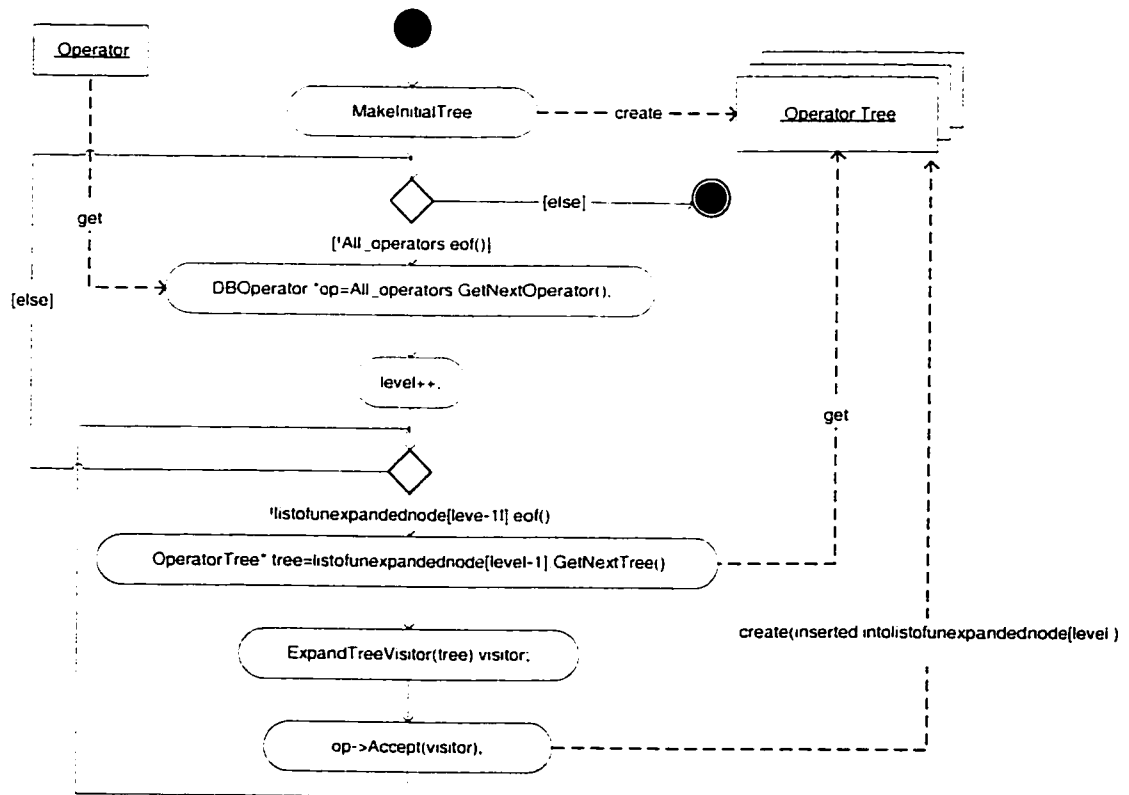 Operator
MakeInitialTree
create
Operator Tree
get
[else]
[!All_operators eof()]
[else]
DBOperator *op=All_operators GetNextOperator().
level++.
get
!listofunexpandednode[leve-1]] eof()
OperatorTree* tree=listofunexpandednode[level-1] GetNextTree()
create(inserted intolistofunexpandednode[level )
ExpandTreeVisitor(tree) visitor;
op->Accept(visitor),